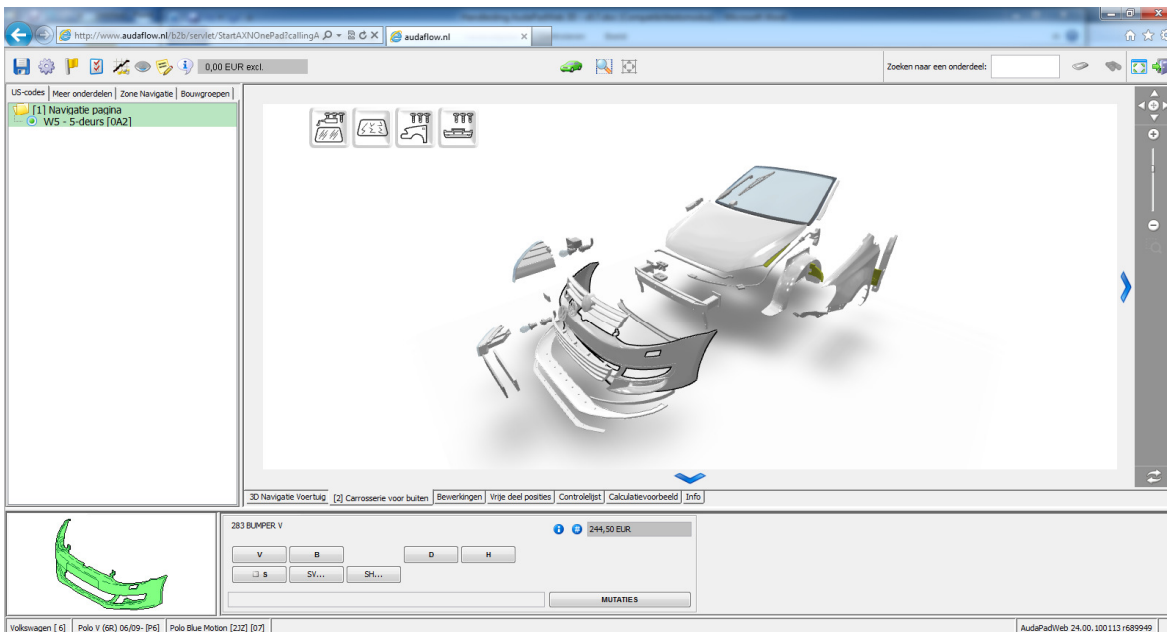 http://www.audaflow.nl/b2b/servlet/StartAXNOnePad?callingA
audaflow.nl
0,00 EUR excl.
Zoeken naar een onderdeel:
US-codes Meer onderdelen Zone Navigatie Bouwgroepen
[1] Navigatie pagina
W5 - 5-deurs [0A2]
3D Navigatie Voertuig [2] Carrosserie voor buiten Bewerkingen Vrije deel posities Controlelijst Calculatievoorbeeld Info
283 BUMPER V
244,50 EUR
V B D H
S SV... SH...
MUTATIES
Volkswagen [ 6] Polo V (6R) 06/09- [P6] Polo Blue Motion [2JZ] [07] AudaPadWeb 24.00.100113 r689949